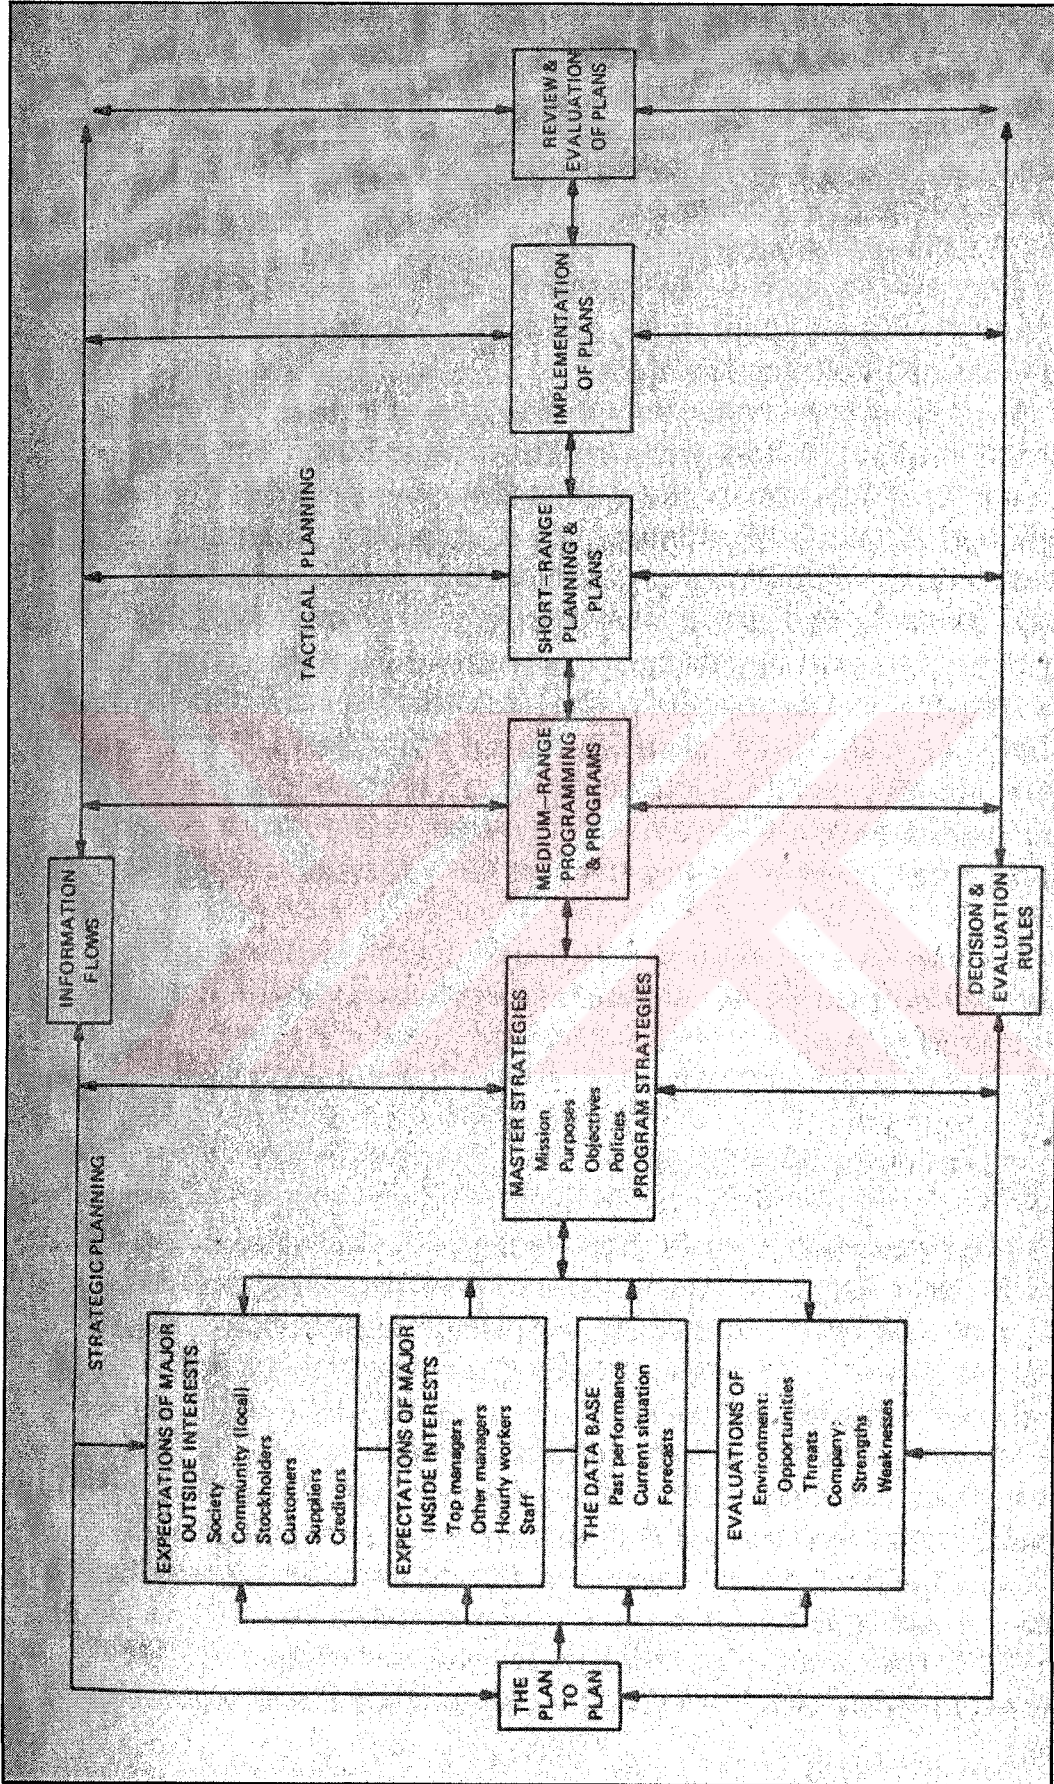 STRATEGIC PLANNING
TACTICAL PLANNING
INFORMATION
FLOWS
THE
PLAN
TO
PLAN
EXPECTATIONS OF MAJOR
OUTSIDE INTERESTS
Society
Community (local)
Stockholders
Customers
Suppliers
Creditors
EXPECTATIONS OF MAJOR
INSIDE INTERESTS
Top managers
Other managers
Hourly workers
Staff
THE DATA BASE
Past performance
Current situation
Forecasts
EVALUATIONS OF
Environment:
Opportunities
Threats
Company:
Strengths
Weaknesses
MASTER STRATEGIES
Mission
Purposes
Objectives
Policies
PROGRAM STRATEGIES
MEDIUM-RANGE
PROGRAMMING
& PROGRAMS
SHORT-RANGE
PLANNING &
PLANS
IMPLEMENTATION
OF PLANS
REVIEW &
EVALUATION
OF PLANS
DECISION &
EVALUATION
RULES